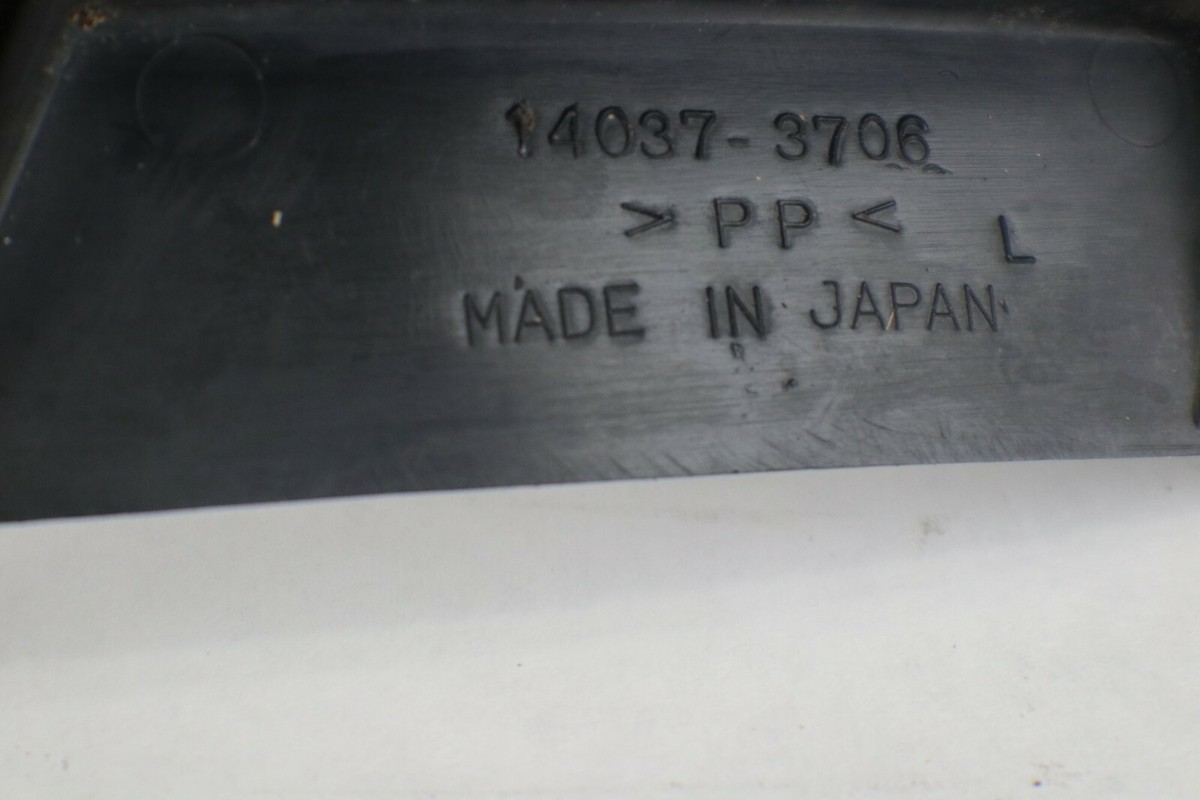 14037-3706
>PP<
L
MADE IN JAPAN